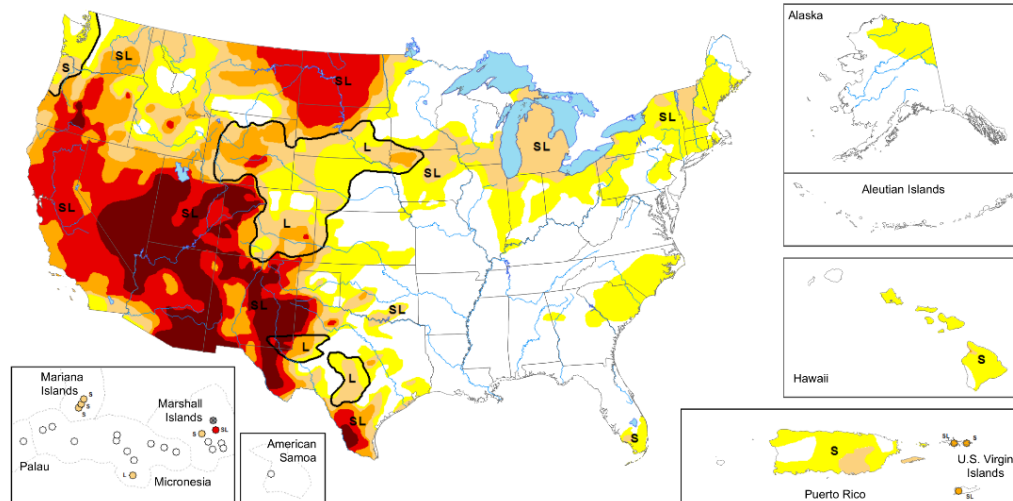 S
SL
SL
SL
L
SL
SL
SL
SL
L
SL
SL
L
L
SL
S
Alaska
Aleutian Islands
S
Hawaii
Mariana
Islands
S
S
S
Marshall
Islands
S
SL
Palau
L
Micronesia
American
Samoa
S
SL
S
U.S. Virgin
Islands
Puerto Rico
SL